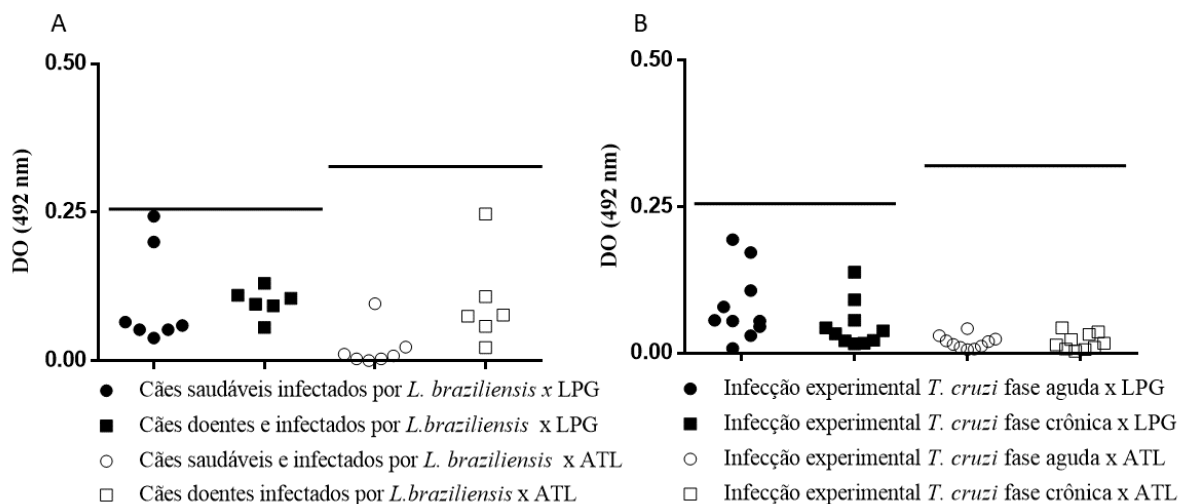 A
DO (492 nm)
0.50
0.25
0.00
Cães saudáveis infectados por L. braziliensis x LPG
Cães doentes e infectados por L.braziliensis x LPG
Cães saudáveis e infectados por L. braziliensis x ATL
Cães doentes infectados por L.braziliensis x ATL
B
DO (492 nm)
0.50
0.25
0.00
Infecção experimental T. cruzi fase aguda x LPG
Infecção experimental T. cruzi fase crônica x LPG
Infecção experimental T. cruzi fase aguda x ATL
Infecção experimental T. cruzi fase crônica x ATL